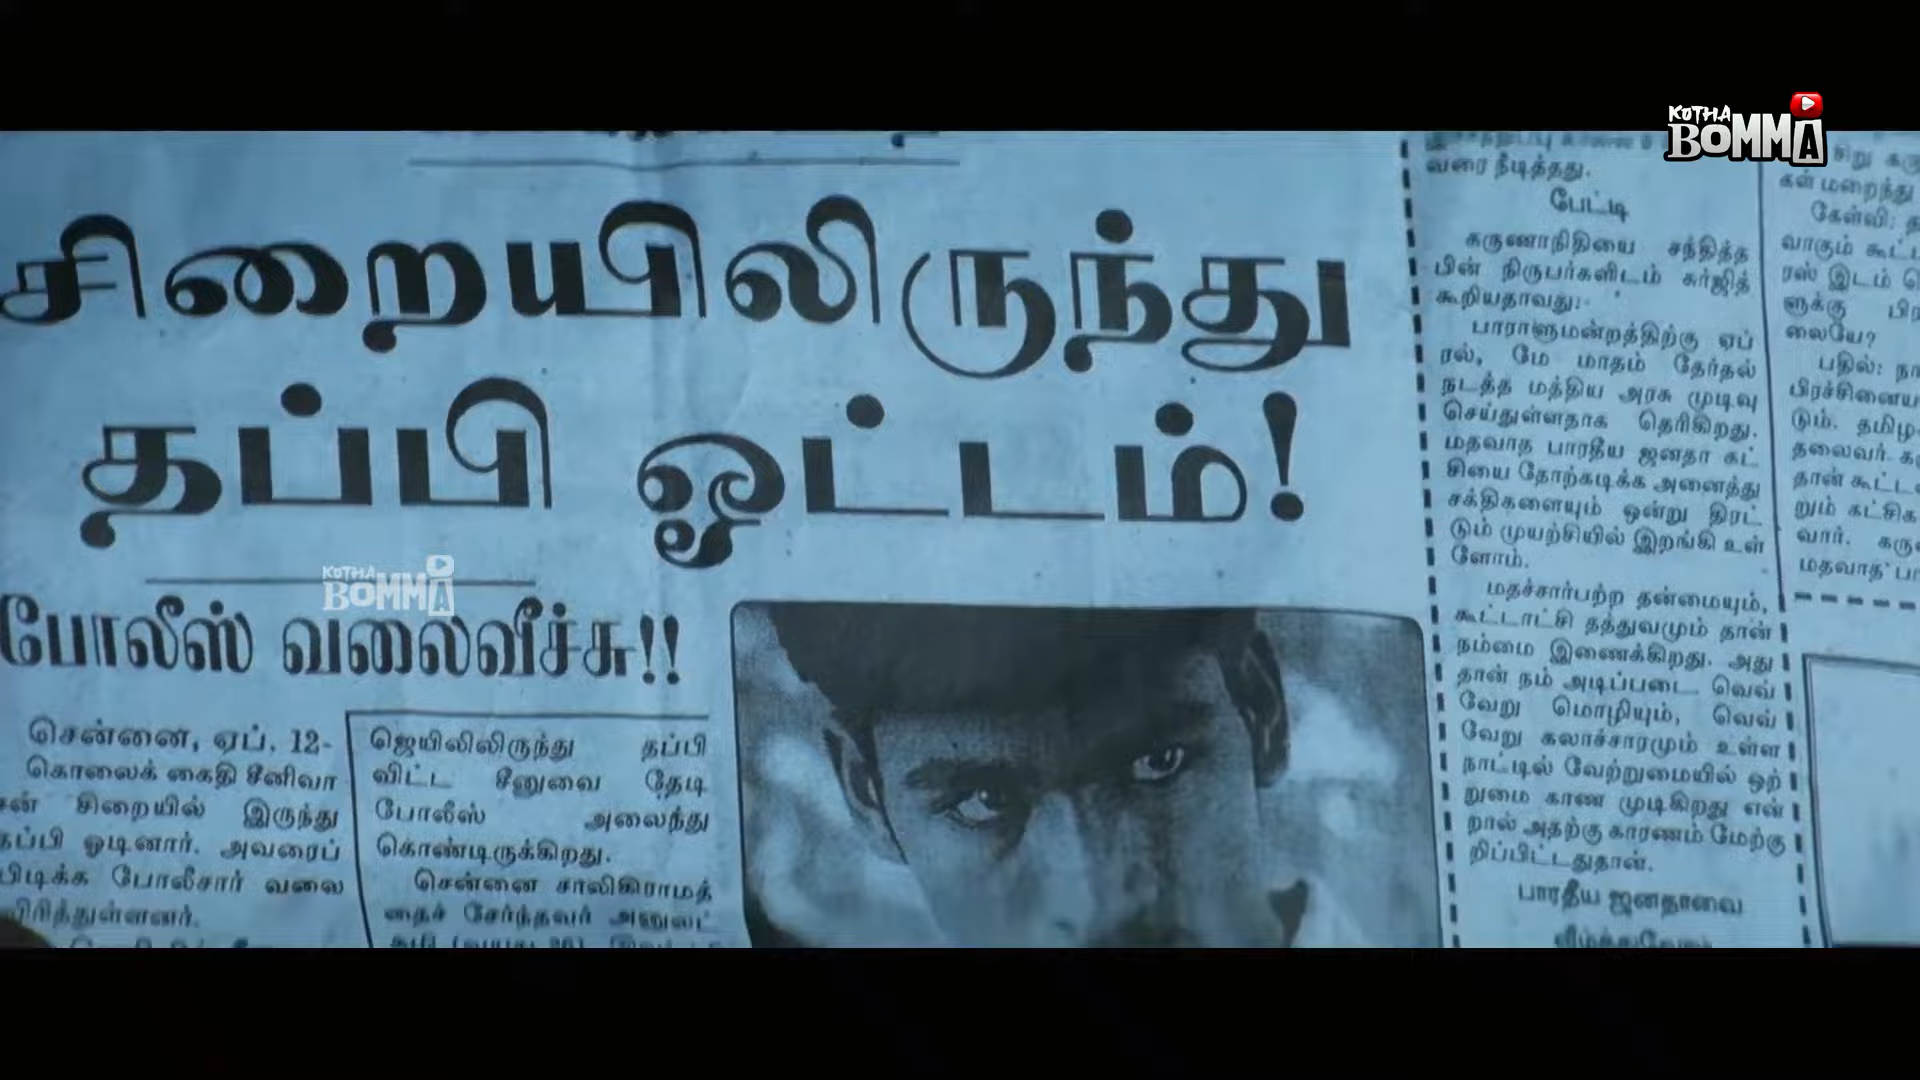 KOTHA
BOMMA
சிறையிலிருந்து
தப்பி ஓட்டம்!
KOTHA
BOMMA
போலீஸ் வலைவீச்சு!!
சென்னை, ஏப். 12-
கொலைக் கைதி சீனிவா
சன் சிறையில் இருந்து
தப்பி ஓடினார். அவரைப்
பிடிக்க போலீசார் வலை
விரித்துள்ளனர்.
ஜெயிலிலிருந்து தப்பி
விட்ட சீனுவை தேடி
போலீஸ் அலைந்து
கொண்டிருக்கிறது.
சென்னை சாலிகிராமத்
தைச் சேர்ந்தவர்
வரை நீடித்தது.
பேட்டி
கருணாநிதியை சந்தித்த
பின் நிருபர்களிடம் சுர்ஜித்
கூறியதாவது:-
பாராளுமன்றத்திற்கு ஏப்
ரல், மே மாதம் தேர்தல்
நடத்த மத்திய அரசு முடிவு
செய்துள்ளதாக தெரிகிறது.
மதவாத பாரதீய ஜனதா கட்
சியை தோற்கடிக்க அனைத்து
சக்திகளையும் ஒன்று திரட்
டும் முயற்சியில் இறங்கி உள்
ளோம்.
மதச்சார்பற்ற தன்மையும்,
கூட்டாட்சி தத்துவமும் தான்
நம்மை இணைக்கிறது. அது
தான் நம் அடிப்படை வெவ்
வேறு மொழியும், வெவ்
வேறு கலாச்சாரமும் உள்ள
நாட்டில் வேற்றுமையில் ஒற்
றுமை காண முடிகிறது என்
றால் அதற்கு காரணம் மேற்கு
றிப்பிட்டதுதான்.
பாரதீய ஜனதாவை
சிறு
கள் மறைந்து
கேள்வி:
வாகும்
ரஸ் இடம்
ளுக்கு
லையே?
பதில்:
பிரச்சினைய
டும். தமிழ
தலைவர்
தான்
றும் கட்சிக
வார்.
மதவாத